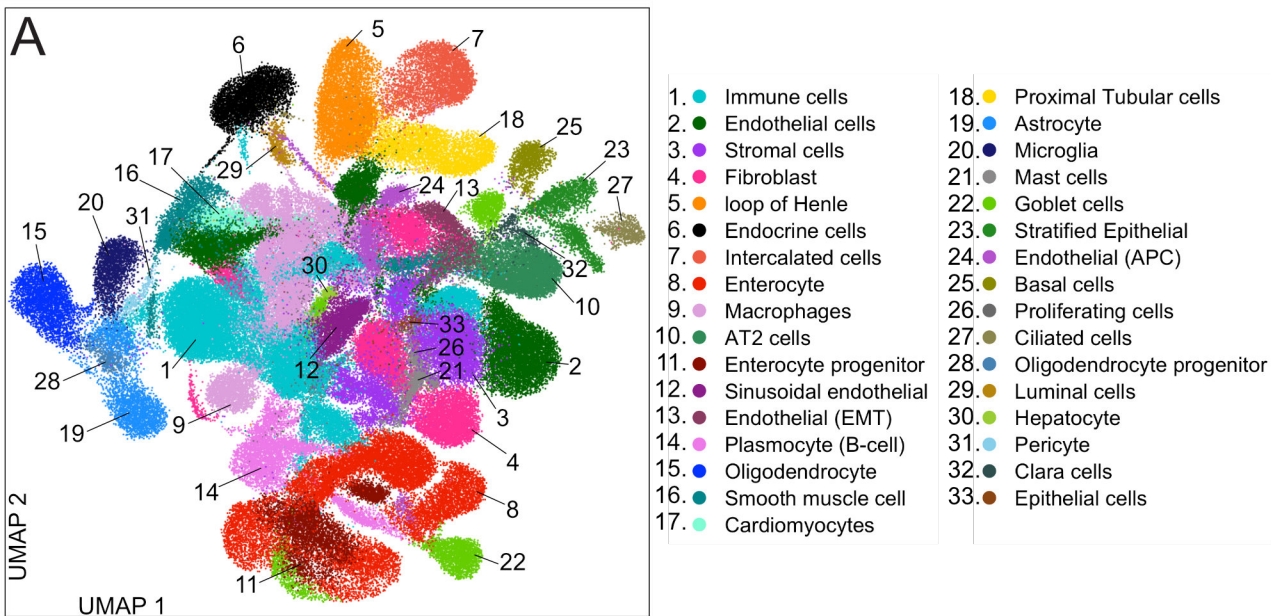 A
6
5
7
18
25
23
27
29
17
16
20
31
15
24
13
32
10
30
33
26
21
12
2
3
1
28
19
9
4
14
8
11
22
UMAP 2
UMAP 1
1. Immune cells
2. Endothelial cells
3. Stromal cells
4. Fibroblast
5. loop of Henle
6. Endocrine cells
7. Intercalated cells
8. Enterocyte
9. Macrophages
10. AT2 cells
11. Enterocyte progenitor
12. Sinusoidal endothelial
13. Endothelial (EMT)
14. Plasmocyte (B-cell)
15. Oligodendrocyte
16. Smooth muscle cell
17. Cardiomyocytes
18. Proximal Tubular cells
19. Astrocyte
20. Microglia
21. Mast cells
22. Goblet cells
23. Stratified Epithelial
24. Endothelial (APC)
25. Basal cells
26. Proliferating cells
27. Ciliated cells
28. Oligodendrocyte progenitor
29. Luminal cells
30. Hepatocyte
31. Pericyte
32. Clara cells
33. Epithelial cells